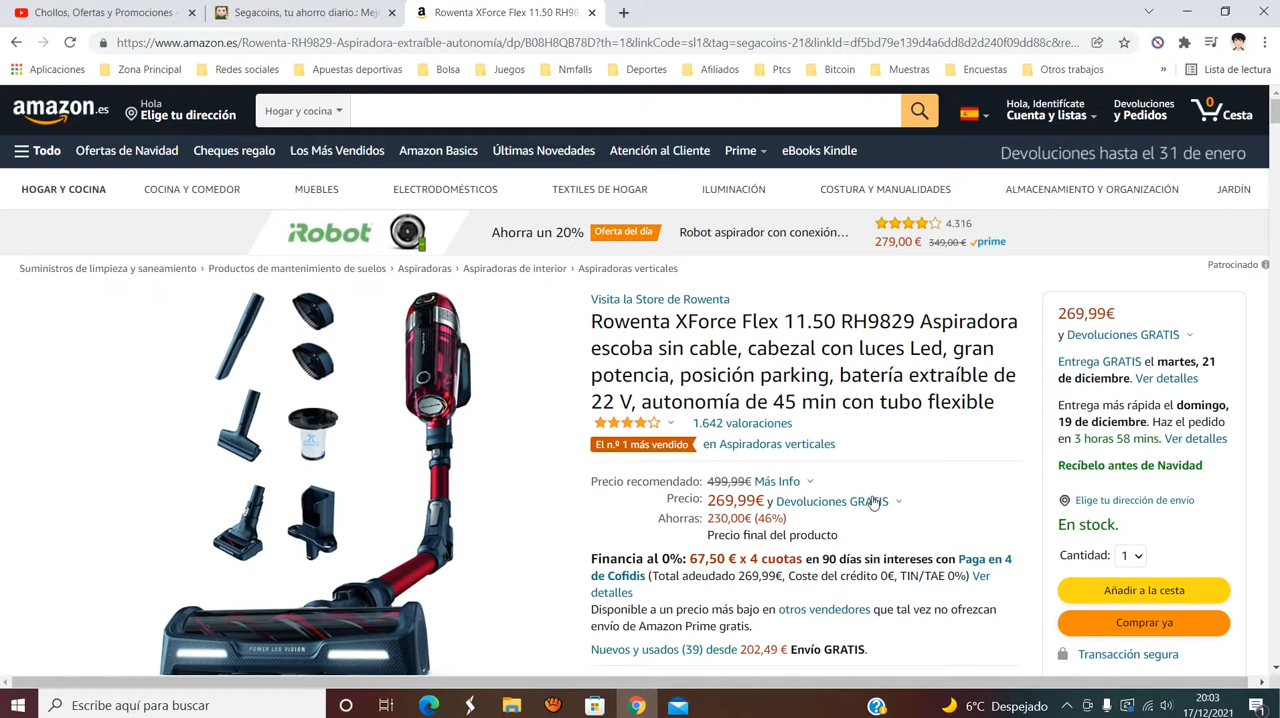 Chollos, Ofertas y Promociones -
Segacoins, tu ahorro diario.: Mej
Rowenta XForce Flex 11.50 RH98
https://www.amazon.es/Rowenta-RH9829-Aspiradora-extraíble-autonomía/dp/B08H8QB78D?th=1&linkCode=sl1&tag=segacoins-21&linkId=df5bd79e139d4a6dd8d2d240f09dd88c&re...
Aplicaciones Zona Principal Redes sociales Apuestas deportivas Bolsa Juegos Nmfalls Deportes Afiliados Ptcs Bitcoin Muestras Encuestas Otros trabajos » Lista de lectura
amazon.es
Hola
Elige tu dirección
Hogar y cocina
Hola, Identifícate
Cuenta y listas
Devoluciones
y Pedidos
0
Cesta
Todo Ofertas de Navidad Cheques regalo Los Más Vendidos Amazon Basics Últimas Novedades Atención al Cliente Prime eBooks Kindle Devoluciones hasta el 31 de enero
HOGAR Y COCINA COCINA Y COMEDOR MUEBLES ELECTRODOMÉSTICOS TEXTILES DE HOGAR ILUMINACIÓN COSTURA Y MANUALIDADES ALMACENAMIENTO Y ORGANIZACIÓN JARDÍN
iRobot Ahorra un 20% Oferta del día Robot aspirador con conexión... 4.316
279,00 € 349,00 € prime
Suministros de limpieza y saneamiento › Productos de mantenimiento de suelos › Aspiradoras › Aspiradoras de interior › Aspiradoras verticales
Patrocinado
Visita la Store de Rowenta
Rowenta XForce Flex 11.50 RH9829 Aspiradora
escoba sin cable, cabezal con luces Led, gran
potencia, posición parking, batería extraíble de
22 V, autonomía de 45 min con tubo flexible
1.642 valoraciones
El n.º 1 más vendido en Aspiradoras verticales
Precio recomendado: 499,99€ Más Info
Precio: 269,99€ y Devoluciones GRATIS
Ahorras: 230,00€ (46%)
Precio final del producto
Financia al 0%: 67,50 € x 4 cuotas en 90 días sin intereses con Paga en 4
de Cofidis (Total adeudado 269,99€, Coste del crédito 0€, TIN/TAE 0%) Ver
detalles
Disponible a un precio más bajo en otros vendedores que tal vez no ofrezcan
envío de Amazon Prime gratis.
Nuevos y usados (39) desde 202,49 € Envío GRATIS.
POWER LED VISION
269,99€
y Devoluciones GRATIS
Entrega GRATIS el martes, 21
de diciembre. Ver detalles
Entrega más rápida el domingo,
19 de diciembre. Haz el pedido
en 3 horas 58 mins. Ver detalles
Recíbelo antes de Navidad
Elige tu dirección de envío
En stock.
Cantidad: 1
Añadir a la cesta
Comprar ya
Transacción segura
Escribe aquí para buscar
6°C Despejado
20:03
17/12/2021
1